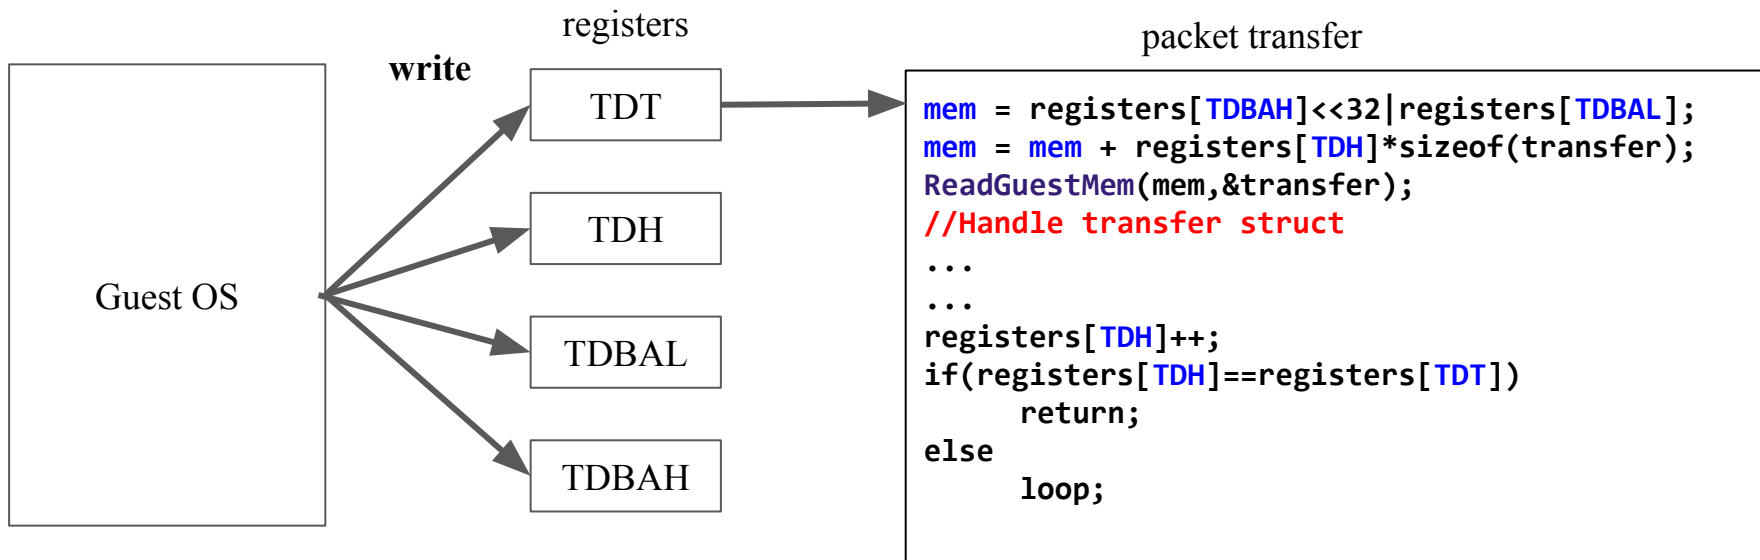 registers
packet transfer
write
Guest OS
TDT
TDH
TDBAL
TDBAH
mem = registers[TDBAH]<<32|registers[TDBAL];
mem = mem + registers[TDH]*sizeof(transfer);
ReadGuestMem(mem,&transfer);
//Handle transfer struct
...
...
registers[TDH]++;
if(registers[TDH]==registers[TDT])
return;
else
loop;